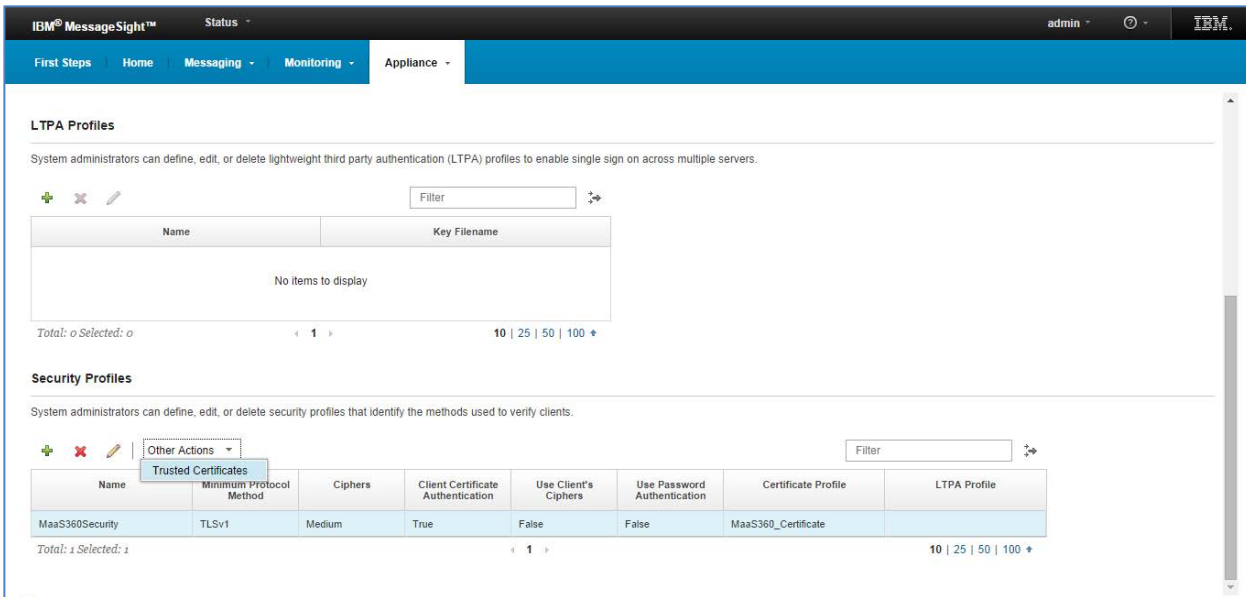 IBM® MessageSight™ Status admin IBM.
First Steps Home Messaging Monitoring Appliance
LTPA Profiles
System administrators can define, edit, or delete lightweight third party authentication (LTPA) profiles to enable single sign on across multiple servers.
Filter
Name Key Filename
No items to display
Total: 0 Selected: 0 1 10 | 25 | 50 | 100
Security Profiles
System administrators can define, edit, or delete security profiles that identify the methods used to verify clients.
Other Actions Filter
Trusted Certificates
Name Minimum Protocol Method Ciphers Client Certificate Authentication Use Client's Ciphers Use Password Authentication Certificate Profile LTPA Profile
MaaS360Security TLSv1 Medium True False False MaaS360_Certificate
Total: 1 Selected: 1 1 10 | 25 | 50 | 100